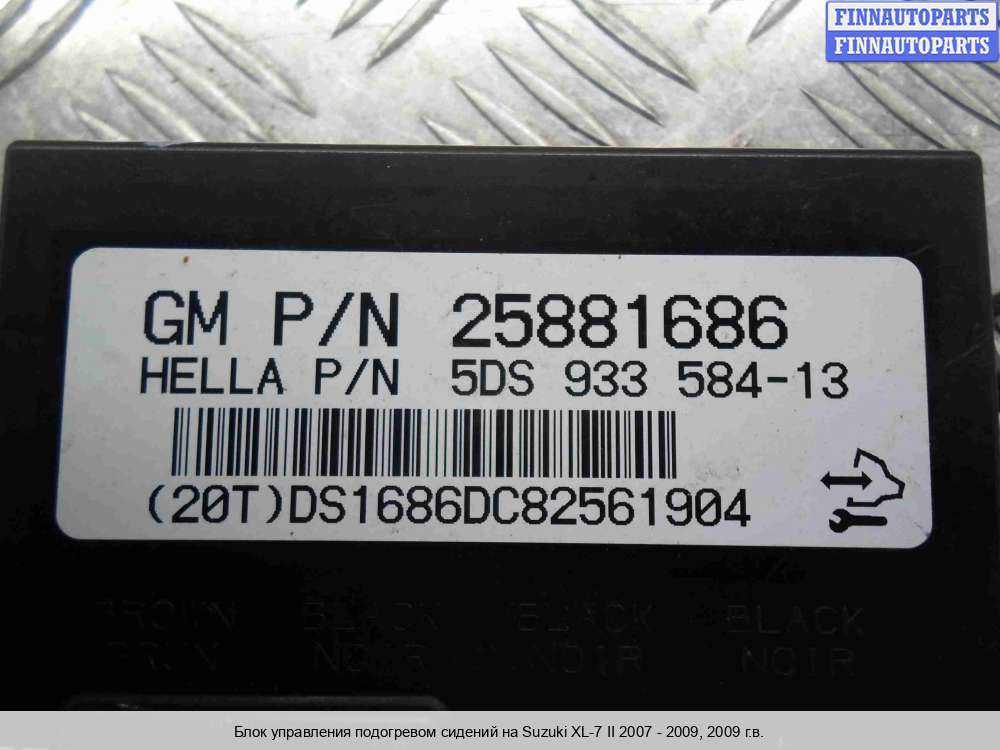 FINNAUTOPARTS
FINNAUTOPARTS
GM P/N 25881686
HELLA P/N 5DS 933 584-13
(20T)DS1686DC82561904
BROWN BLACK BLACK BLACK
BRUN NOIR NOIR NOIR
Блок управления подогревом сидений на Suzuki XL-7 II 2007 - 2009, 2009 г.в.